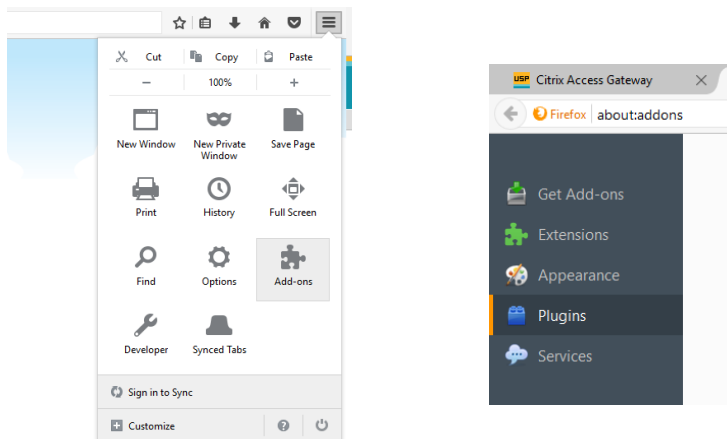 Cut Copy Paste
− 100% +
New Window New Private Save Page
Window
Print History Full Screen
Find Options Add-ons
Developer Synced Tabs
Sign in to Sync
Customize
USP Citrix Access Gateway
Firefox about:addons
Get Add-ons
Extensions
Appearance
Plugins
Services